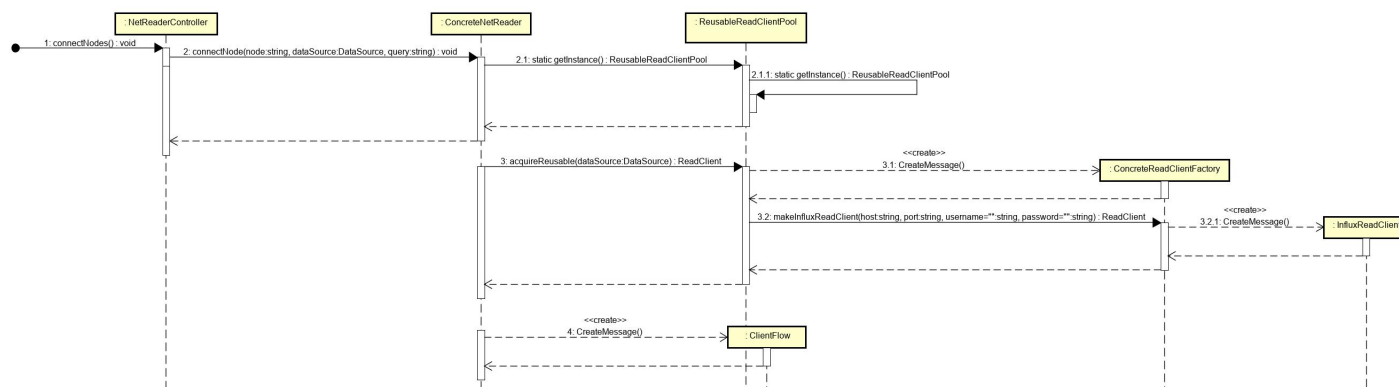 : NetReaderController
: ConcreteNetReader
: ReusableReadClientPool
1: connectNodes() : void
2: connectNode(node:string, dataSource:DataSource, query:string) : void
2.1: static getInstance() : ReusableReadClientPool
2.1.1: static getInstance() : ReusableReadClientPool
3: acquireReusable(dataSource:DataSource) : ReadClient
<<create>>
3.1: CreateMessage()
: ConcreteReadClientFactory
3.2: makeInfluxReadClient(host:string, port:string, username="":string, password="":string) : ReadClient
<<create>>
3.2.1: CreateMessage()
: InfluxReadClient
<<create>>
4: CreateMessage()
: ClientFlow